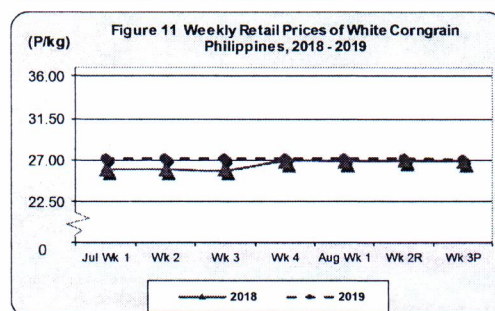 Figure 11 Weekly Retail Prices of White Corngrain
Philippines, 2018 - 2019
(P/kg)
36.00
31.50
27.00
22.50
0
Jul Wk 1 Wk 2 Wk 3 Wk 4 Aug Wk 1 Wk 2R Wk 3P
2018 2019